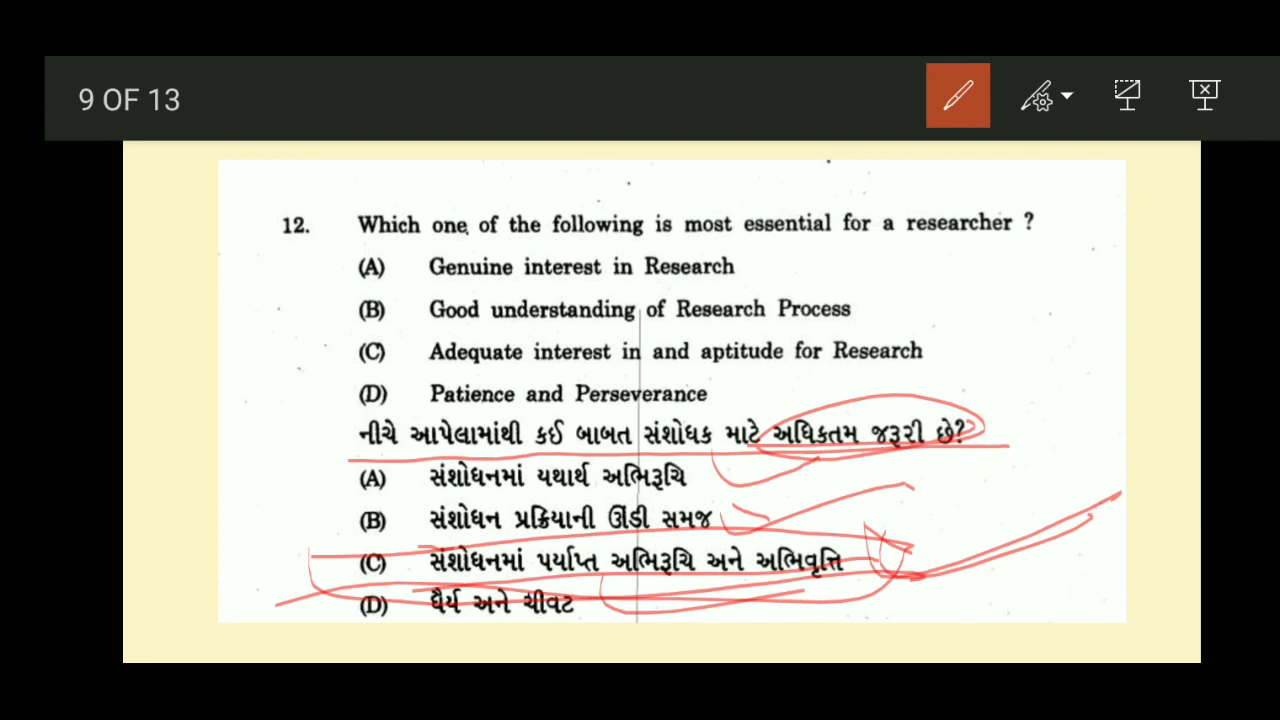 9 OF 13
12. Which one of the following is most essential for a researcher ?
(A) Genuine interest in Research
(B) Good understanding of Research Process
(C) Adequate interest in and aptitude for Research
(D) Patience and Perseverance
નીચે આપેલામાંથી કઈ બાબત સંશોધક માટે અધિકતમ જરૂરી છે?
(A) સંશોધનમાં યથાર્થ અભિરૂચિ
(B) સંશોધન પ્રક્રિયાની ઊંડી સમજ
(C) સંશોધનમાં પર્યાપ્ત અભિરૂચિ અને અભિવૃત્તિ
(D) ધૈર્ય અને ચીવટ